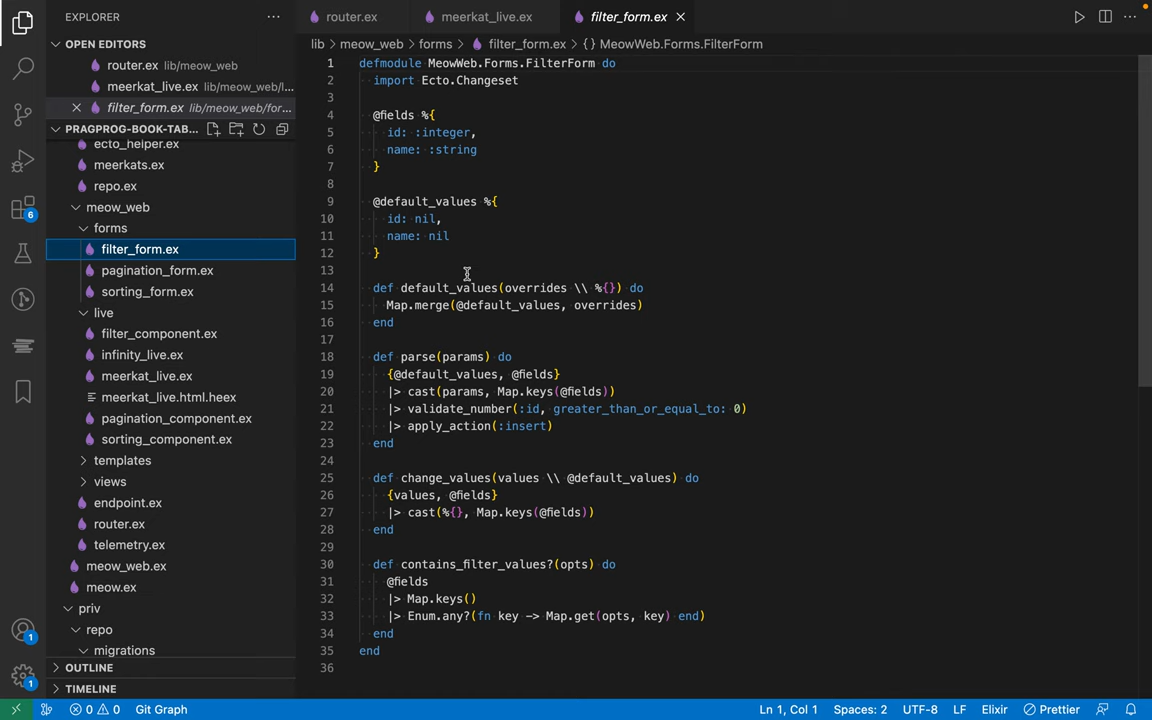 EXPLORER
OPEN EDITORS
router.ex lib/meow_web
meerkat_live.ex lib/meow_web/l...
filter_form.ex lib/meow_web/for...
PRAGPROG-BOOK-TAB...
ecto_helper.ex
meerkats.ex
repo.ex
meow_web
forms
filter_form.ex
pagination_form.ex
sorting_form.ex
live
filter_component.ex
infinity_live.ex
meerkat_live.ex
meerkat_live.html.heex
pagination_component.ex
sorting_component.ex
templates
views
endpoint.ex
router.ex
telemetry.ex
meow_web.ex
meow.ex
priv
repo
migrations
OUTLINE
TIMELINE
6
1
1
router.ex meerkat_live.ex filter_form.ex
lib > meow_web > forms > filter_form.ex > {} MeowWeb.Forms.FilterForm
1 defmodule MeowWeb.Forms.FilterForm do
2 import Ecto.Changeset
3
4 @fields %{
5 id: :integer,
6 name: :string
7 }
8
9 @default_values %{
10 id: nil,
11 name: nil
12 }
13
14 def default_values(overrides \\ %{}) do
15 Map.merge(@default_values, overrides)
16 end
17
18 def parse(params) do
19 {@default_values, @fields}
20 |> cast(params, Map.keys(@fields))
21 |> validate_number(:id, greater_than_or_equal_to: 0)
22 |> apply_action(:insert)
23 end
24
25 def change_values(values \\ @default_values) do
26 {values, @fields}
27 |> cast(%{}, Map.keys(@fields))
28 end
29
30 def contains_filter_values?(opts) do
31 @fields
32 |> Map.keys()
33 |> Enum.any?(fn key -> Map.get(opts, key) end)
34 end
35 end
36
0 0 Git Graph Ln 1, Col 1 Spaces: 2 UTF-8 LF Elixir Prettier